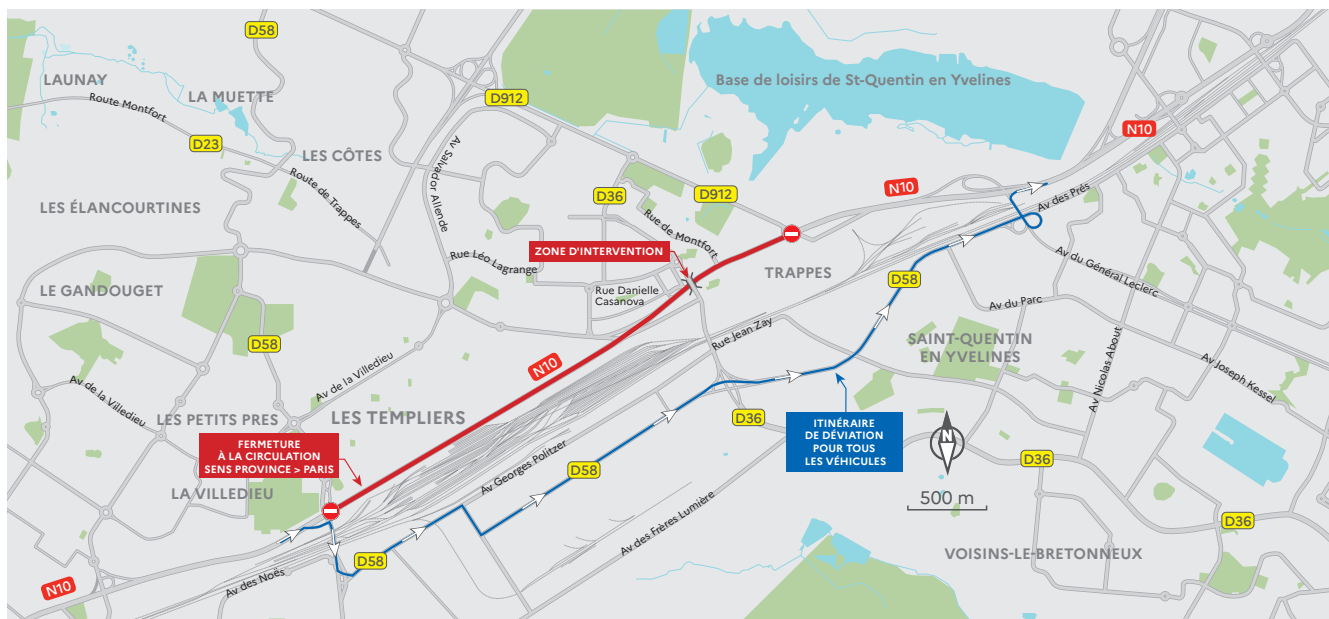 D58
LAUNAY
LA MUETTE
Route Montfort
D23
LES CÔTES
Route de Trappes
LES ÉLANCOURTINES
LE GANDOUGET
D58
Av de la Villedieu
Av de la Villedieu
LES PETITS PRES
LES TEMPLIERS
LA VILLEDIEU
FERMETURE
À LA CIRCULATION
SENS PROVINCE > PARIS
N10
Av des Noës
D58
D912
Av Salvador Allende
Rue Léo Lagrange
D36
Rue de Montfort
D912
ZONE D'INTERVENTION
Rue Danielle
Casanova
N10
TRAPPES
Base de loisirs de St-Quentin en Yvelines
N10
N10
Av des Prés
D58
Av du Général Leclerc
Av du Parc
Rue Jean Zay
SAINT-QUENTIN
EN YVELINES
Av Nicolas About
Av Joseph Kessel
Av Georges Politzer
D58
D36
ITINÉRAIRE
DE DÉVIATION
POUR TOUS
LES VÉHICULES
N
500 m
Av des Frères Lumière
D36
D36
VOISINS-LE-BRETONNEUX